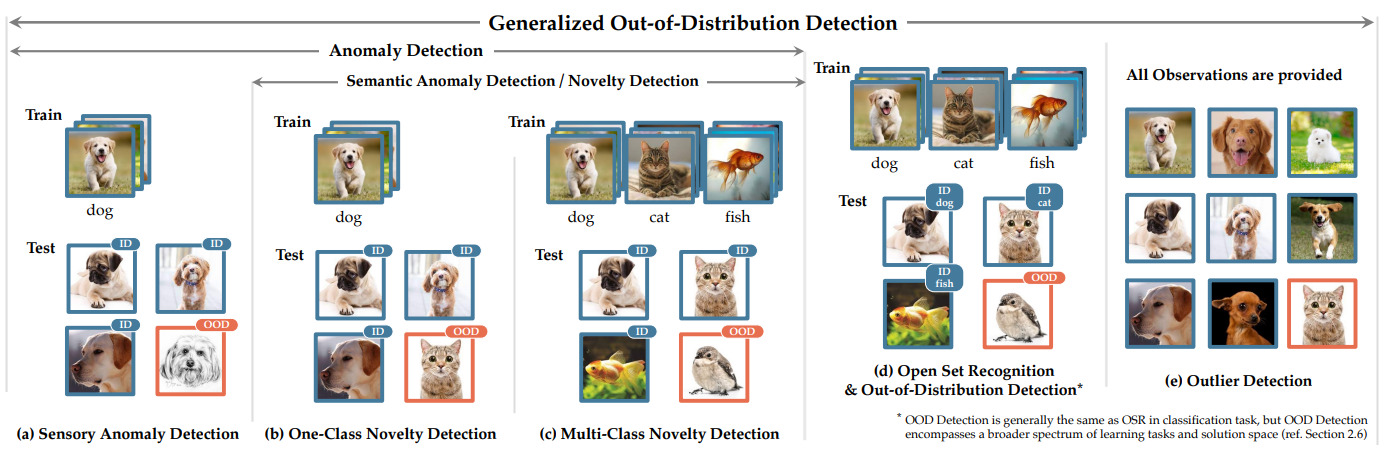 Generalized Out-of-Distribution Detection
Anomaly Detection
Semantic Anomaly Detection / Novelty Detection
Train
dog
Test
ID
ID
ID
OOD
(a) Sensory Anomaly Detection
Train
dog
Test
ID
ID
ID
OOD
(b) One-Class Novelty Detection
Train
dog
cat
fish
Test
ID
ID
ID
OOD
(c) Multi-Class Novelty Detection
Train
dog
cat
fish
Test
ID
dog
ID
cat
ID
fish
OOD
(d) Open Set Recognition
& Out-of-Distribution Detection*
All Observations are provided
(e) Outlier Detection
* OOD Detection is generally the same as OSR in classification task, but OOD Detection
encompasses a broader spectrum of learning tasks and solution space (ref. Section 2.6)